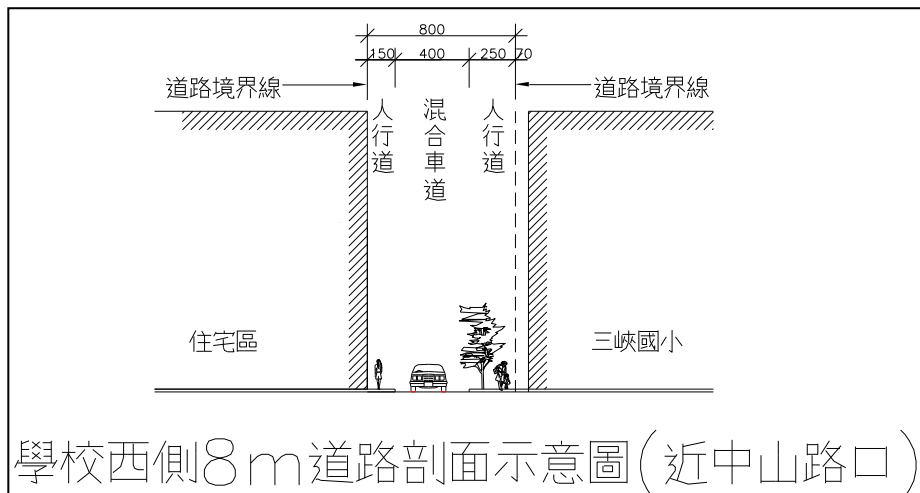 800
150 400 250 70
道路境界線 道路境界線
人行道 混合車道 人行道
住宅區 三峽國小
學校西側8m道路剖面示意圖(近中山路口)